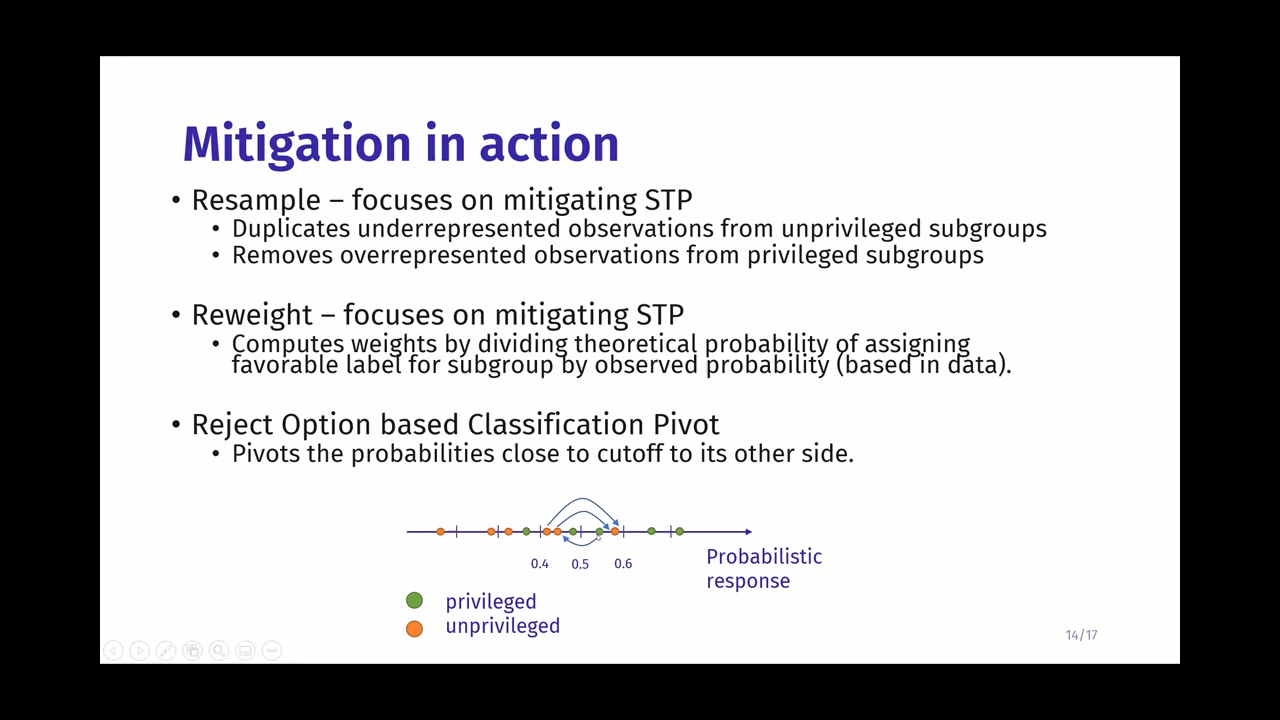 Mitigation in action
• Resample – focuses on mitigating STP
• Duplicates underrepresented observations from unprivileged subgroups
• Removes overrepresented observations from privileged subgroups
• Reweight – focuses on mitigating STP
• Computes weights by dividing theoretical probability of assigning
favorable label for subgroup by observed probability (based in data).
• Reject Option based Classification Pivot
• Pivots the probabilities close to cutoff to its other side.
0.4 0.5 0.6
Probabilistic
response
privileged
unprivileged
14/17